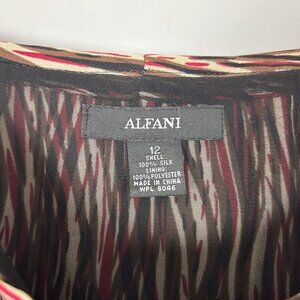 ALFANI
12
SHELL:
100% SILK
LINING:
100% POLYESTER
MADE IN CHINA
WPL 8046